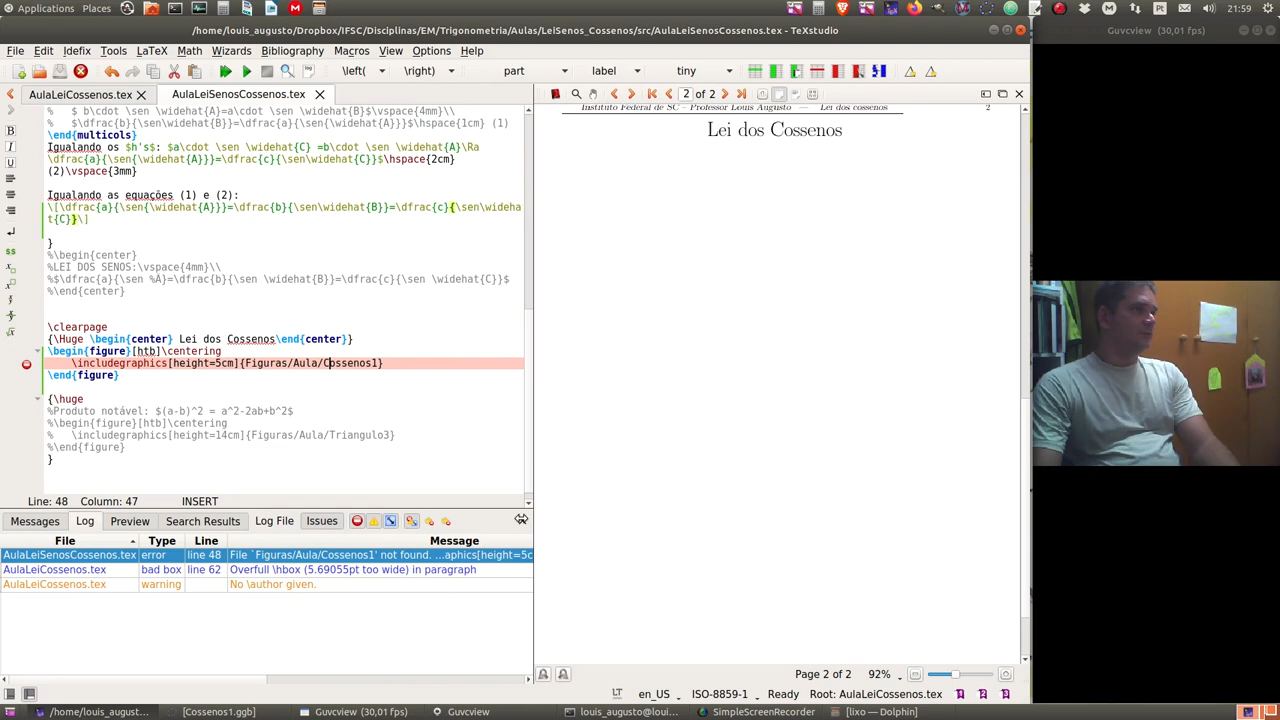 Pt
21:59
/home/louis_augusto/Dropbox/IFSC/Disciplinas/EM/Trigonometria/Aulas/LeiSenos_Cossenos/src/AulaLeiSenosCossenos.tex - TeXstudio
Guvcview (30,01 fps)
File Edit Idefix Tools LaTeX Math Wizards Bibliography Macros View Options Help
\left( \right) part label tiny
AulaLeiCossenos.tex AulaLeiSenosCossenos.tex 2 of 2
% $ b\cdot \sen \widehat{A}=a\cdot \sen \widehat{B}$\vspace{4mm}\\
% $\dfrac{b}{\sen\widehat{B}}=\dfrac{a}{\sen{\widehat{A}}}$\hspace{1cm} (1)
\end{multicols}
Igualando os $h's$: $a\cdot \sen \widehat{C} =b\cdot \sen \widehat{A}\Ra
\dfrac{a}{\sen{\widehat{A}}}=\dfrac{c}{\sen\widehat{C}}$\hspace{2cm}
(2)\vspace{3mm}
Igualando as equações (1) e (2):
\[\dfrac{a}{\sen{\widehat{A}}}=\dfrac{b}{\sen\widehat{B}}=\dfrac{c}{\sen\wideha
t{C}}\]
}
%\begin{center}
%LEI DOS SENOS:\vspace{4mm}\\
%$\dfrac{a}{\sen %A}=\dfrac{b}{\sen \widehat{B}}=\dfrac{c}{\sen \widehat{C}}$
%\end{center}
\clearpage
{\Huge \begin{center} Lei dos Cossenos\end{center}}
\begin{figure}[htb]\centering
\includegraphics[height=5cm]{Figuras/Aula/Cossenos1}
\end{figure}
{\huge
%Produto notável: $(a-b)^2 = a^2-2ab+b^2$
%\begin{figure}[htb]\centering
% \includegraphics[height=14cm]{Figuras/Aula/Triangulo3}
%\end{figure}
}
Line: 48 Column: 47 INSERT
Instituto Federal de SC - Professor Louis Augusto — Lei dos cossenos 2
Lei dos Cossenos
Messages Log Preview Search Results Log File Issues
File Type Line Message
AulaLeiSenosCossenos.tex error line 48 File `Figuras/Aula/Cossenos1' not found. ...aphics[height=5c
AulaLeiCossenos.tex bad box line 62 Overfull \hbox (5.69055pt too wide) in paragraph
AulaLeiCossenos.tex warning No \author given.
Page 2 of 2 92%
en_US ISO-8859-1 Ready Root: AulaLeiCossenos.tex
/home/louis_august... [Cossenos1.ggb] Guvcview (30,01 fps) Guvcview louis_augusto@loui... SimpleScreenRecorder [lixo — Dolphin]